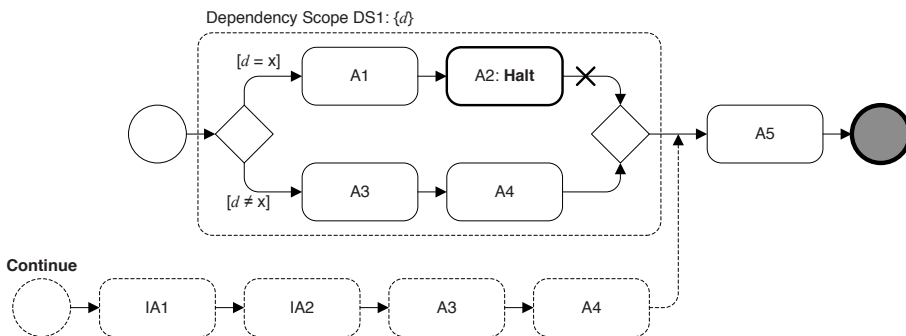 Dependency Scope DS1: {d}
[d = x]
A1
A2: Halt
[d ≠ x]
A3
A4
A5
Continue
IA1
IA2
A3
A4